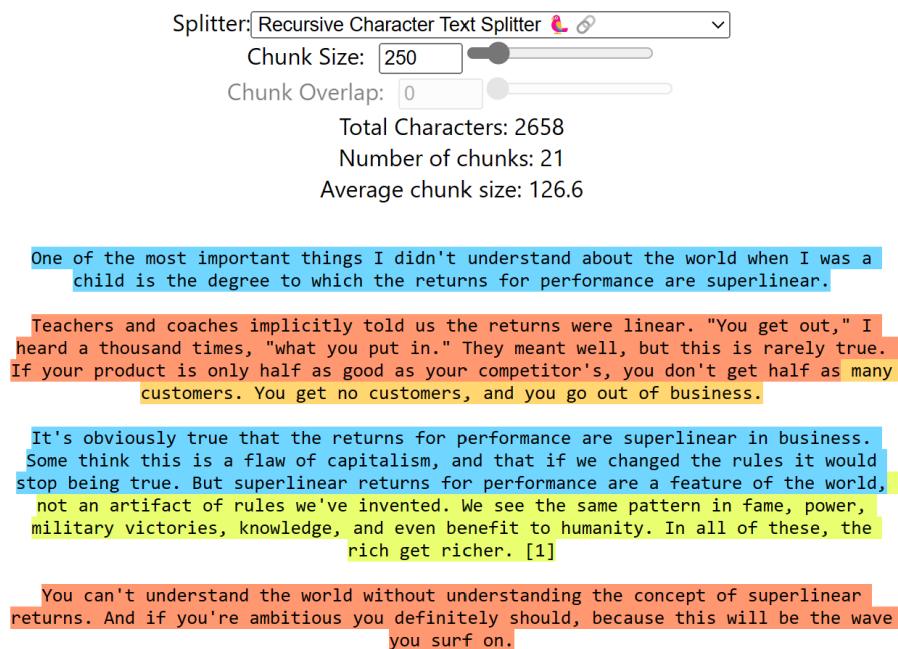 Splitter: Recursive Character Text Splitter 🦜🔗
Chunk Size: 250
Chunk Overlap: 0
Total Characters: 2658
Number of chunks: 21
Average chunk size: 126.6
One of the most important things I didn't understand about the world when I was a
child is the degree to which the returns for performance are superlinear.
Teachers and coaches implicitly told us the returns were linear. "You get out," I
heard a thousand times, "what you put in." They meant well, but this is rarely true.
If your product is only half as good as your competitor's, you don't get half as many
customers. You get no customers, and you go out of business.
It's obviously true that the returns for performance are superlinear in business.
Some think this is a flaw of capitalism, and that if we changed the rules it would
stop being true. But superlinear returns for performance are a feature of the world,
not an artifact of rules we've invented. We see the same pattern in fame, power,
military victories, knowledge, and even benefit to humanity. In all of these, the
rich get richer. [1]
You can't understand the world without understanding the concept of superlinear
returns. And if you're ambitious you definitely should, because this will be the wave
you surf on.